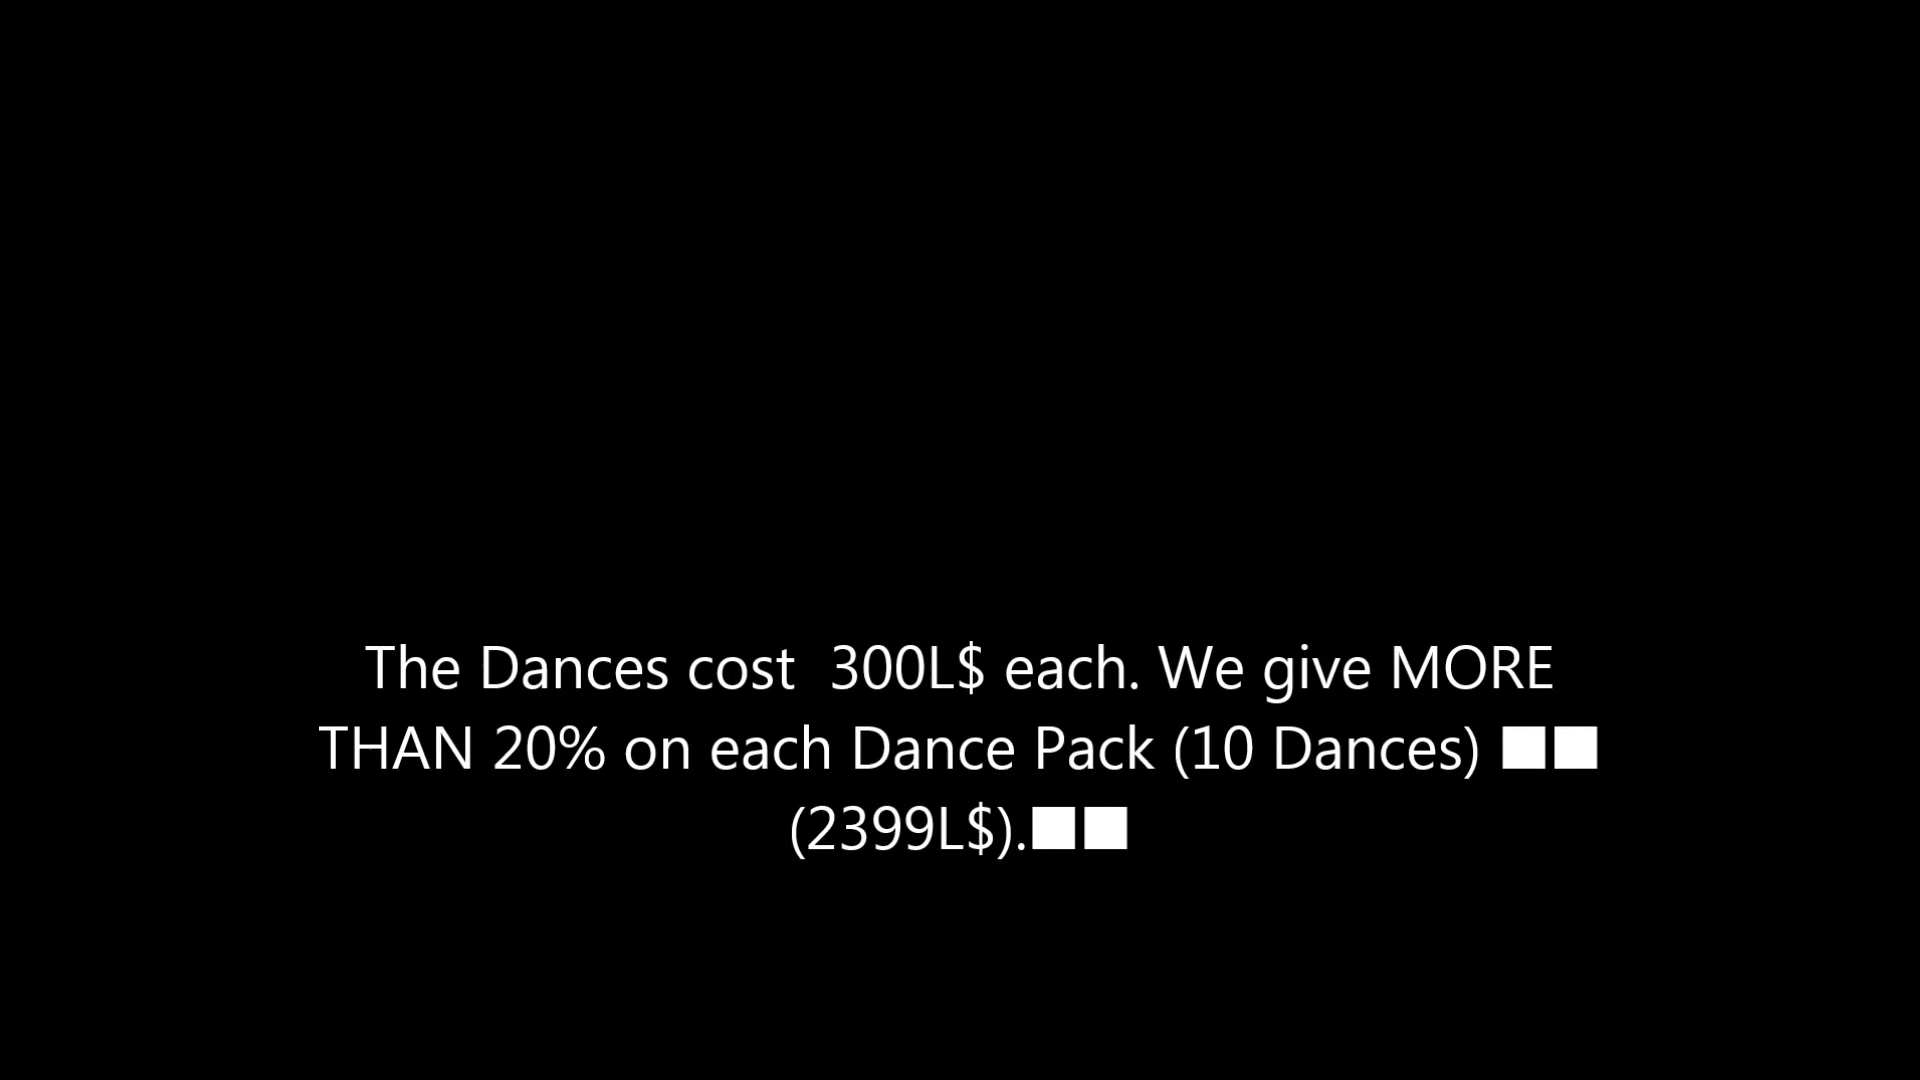 The Dances cost  300L$ each. We give MORE
THAN 20% on each Dance Pack (10 Dances) ■■
(2399L$).■■